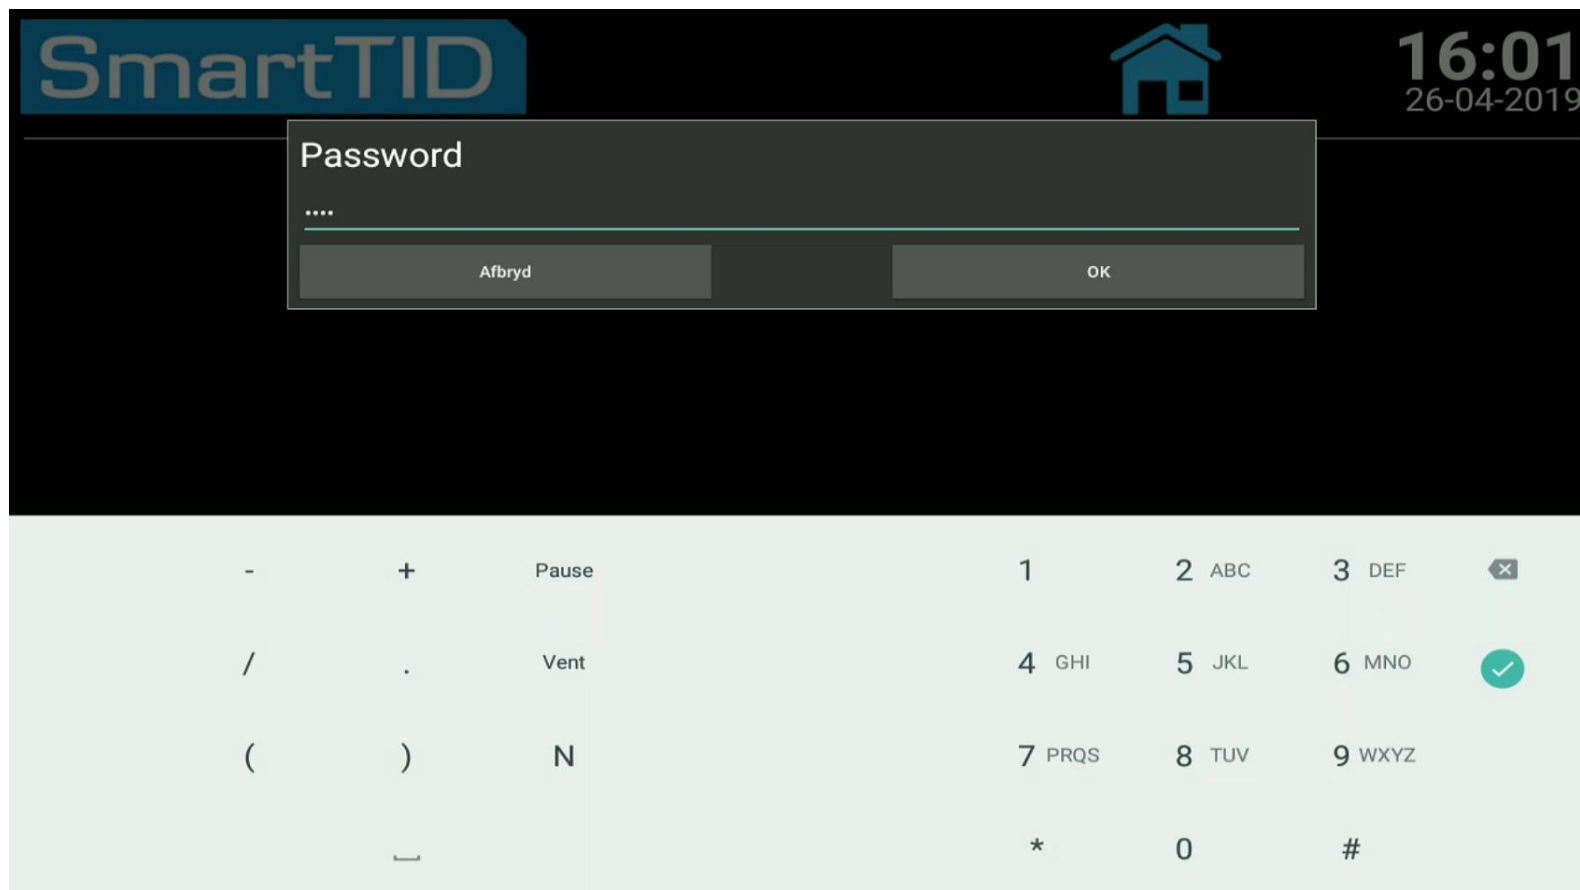 SmartTID
16:01
26-04-2019
Password
....
Afbryd
OK
- + Pause 1 2 ABC 3 DEF
/ . Vent 4 GHI 5 JKL 6 MNO
( ) N 7 PRQS 8 TUV 9 WXYZ
* 0 #